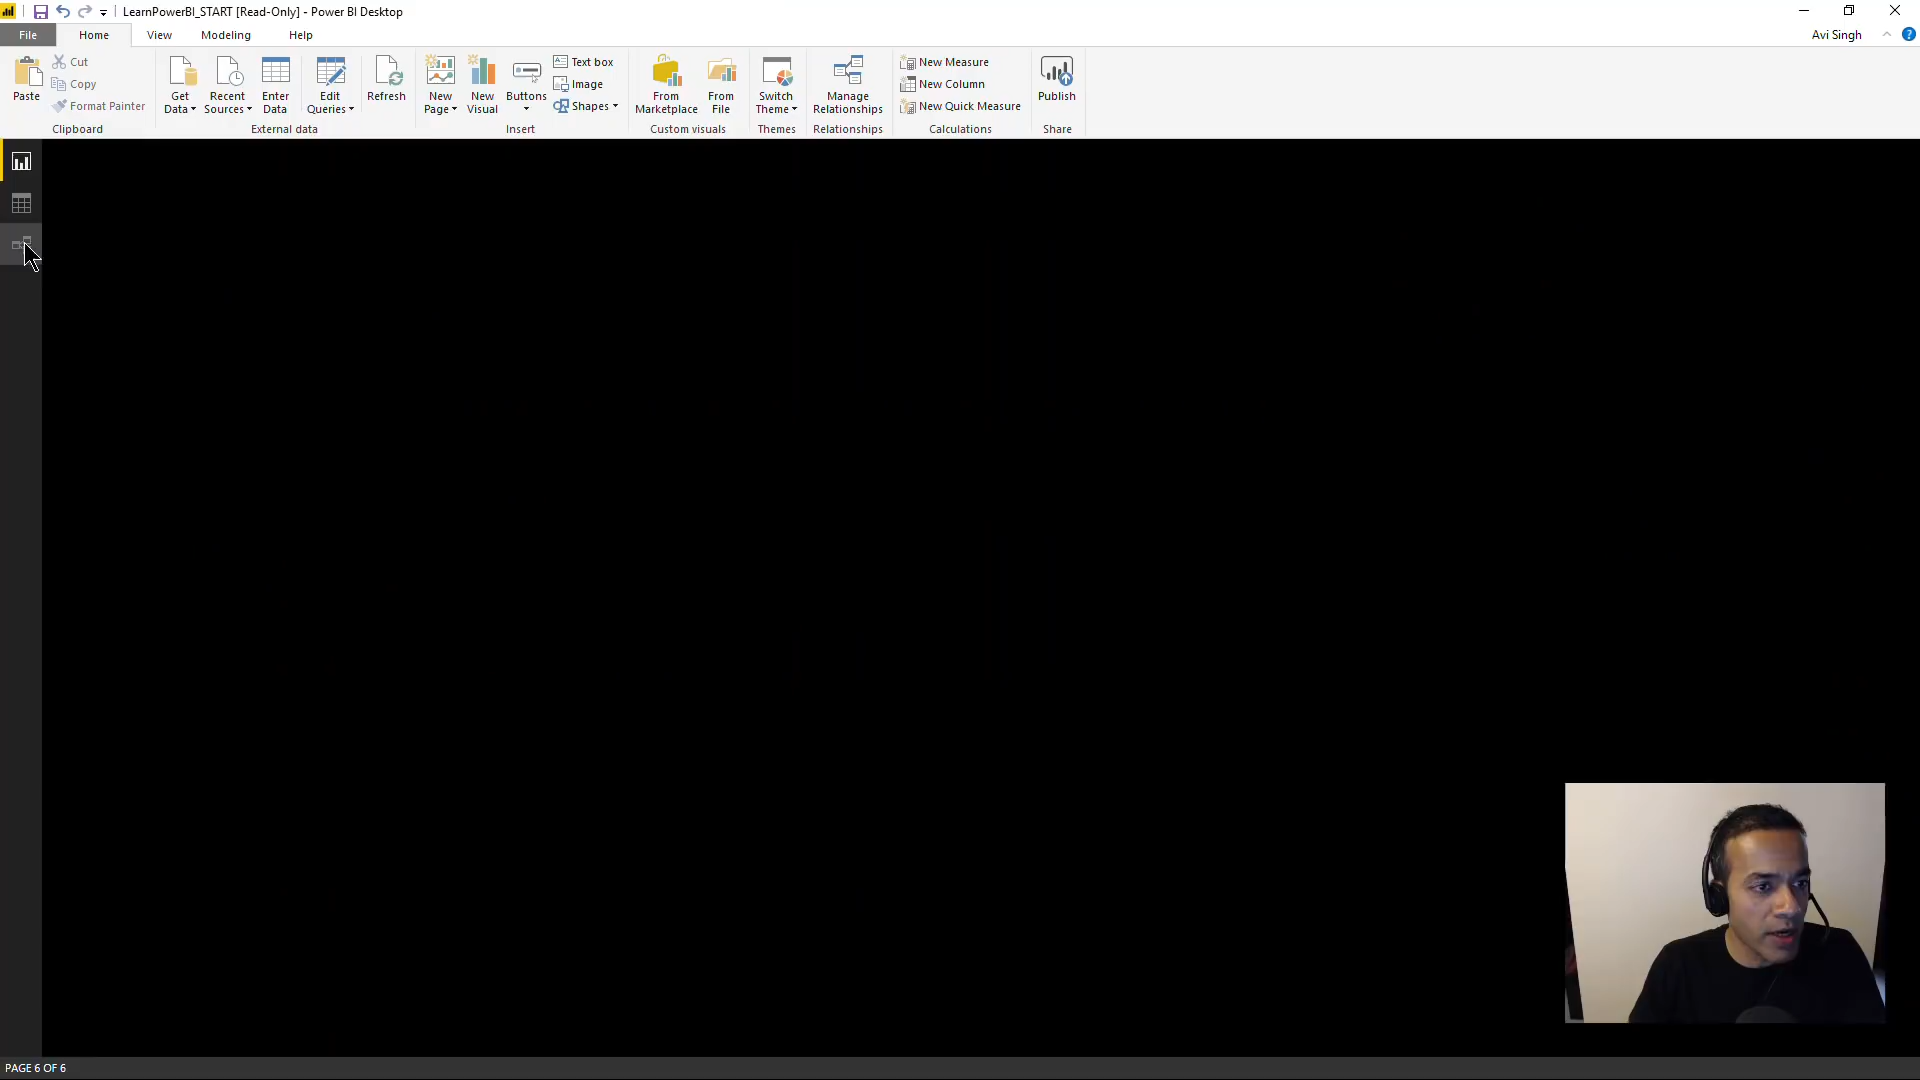 LearnPowerBI_START [Read-Only] - Power BI Desktop
File
Home
View
Modeling
Help
Avi Singh
Paste
Cut
Copy
Format Painter
Clipboard
Get Data
Recent Sources
Enter Data
External data
Edit Queries
Refresh
New Page
New Visual
Buttons
Text box
Image
Shapes
Insert
From Marketplace
From File
Custom visuals
Switch Theme
Themes
Manage Relationships
Relationships
New Measure
New Column
New Quick Measure
Calculations
Publish
Share
PAGE 6 OF 6